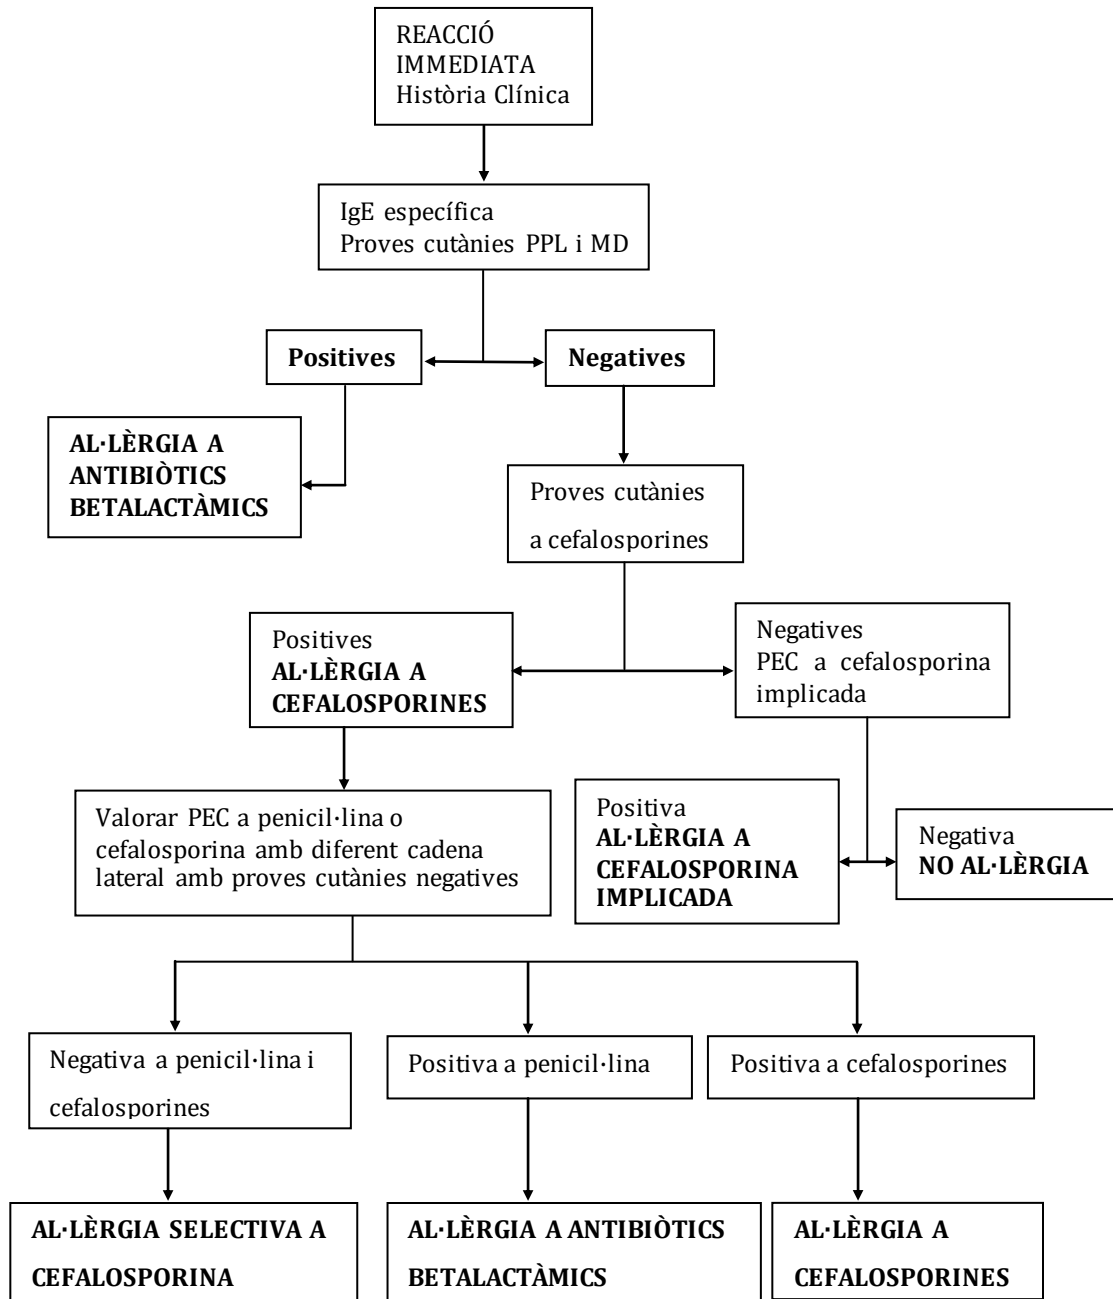 REACCIÓ
IMMEDIATA
Història Clínica
IgE específica
Proves cutànies PPL i MD
Positives
Negatives
AL·LÈRGIA A
ANTIBIÒTICS
BETALACTÀMICS
Proves cutànies
a cefalosporines
Positives
AL·LÈRGIA A
CEFALOSPORINES
Negatives
PEC a cefalosporina
implicada
Valorar PEC a penicil·lina o
cefalosporina amb diferent cadena
lateral amb proves cutànies negatives
Positiva
AL·LÈRGIA A
CEFALOSPORINA
IMPLICADA
Negativa
NO AL·LÈRGIA
Negativa a penicil·lina i
cefalosporines
Positiva a penicil·lina
Positiva a cefalosporines
AL·LÈRGIA SELECTIVA A
CEFALOSPORINA
AL·LÈRGIA A ANTIBIÒTICS
BETALACTÀMICS
AL·LÈRGIA A
CEFALOSPORINES